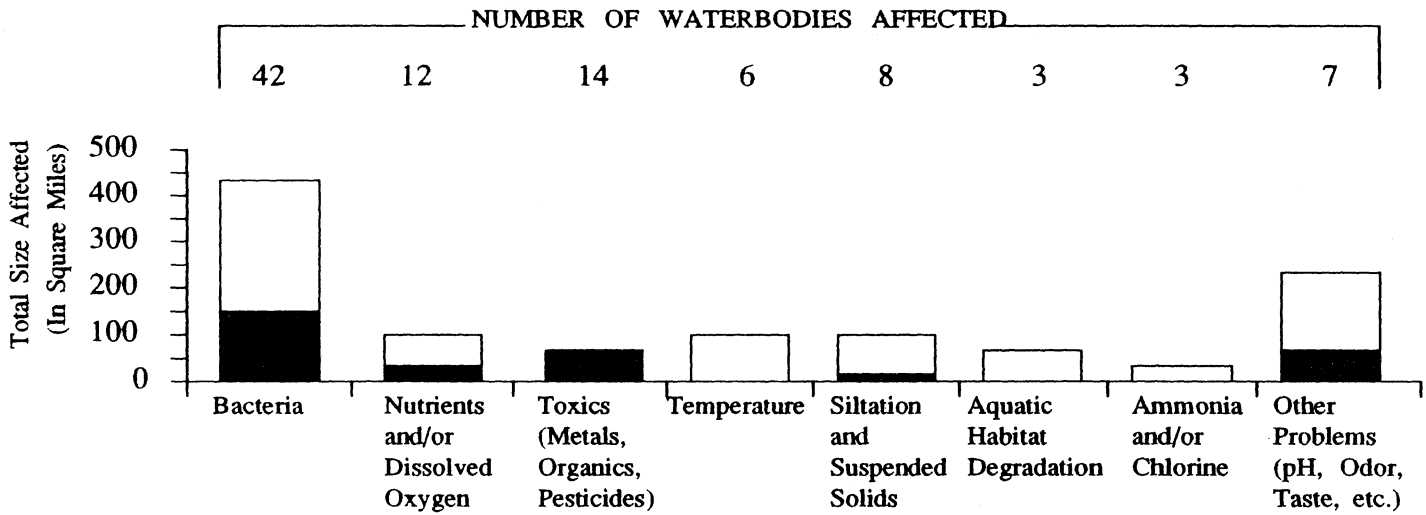 NUMBER OF WATERBODIES AFFECTED
42 12 14 6 8 3 3 7
Total Size Affected
(In Square Miles)
500
400
300
200
100
0
Bacteria
Nutrients
and/or
Dissolved
Oxygen
Toxics
(Metals,
Organics,
Pesticides)
Temperature
Siltation
and
Suspended
Solids
Aquatic
Habitat
Degradation
Ammonia
and/or
Chlorine
Other
Problems
(pH, Odor,
Taste, etc.)